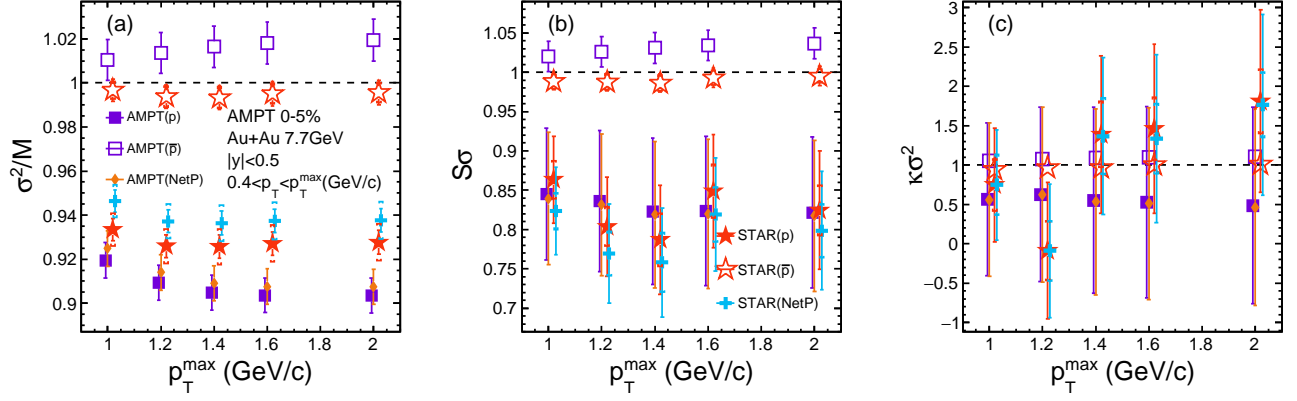 (a)
σ²/M
1.02
1
0.98
0.96
0.94
0.92
0.9
AMPT(p)
AMPT(p̅)
AMPT(NetP)
AMPT 0-5%
Au+Au 7.7GeV
|y|<0.5
0.4<p_T<p_T^max(GeV/c)
1 1.2 1.4 1.6 1.8 2
p_T^max (GeV/c)
(b)
Sσ
1.05
1
0.95
0.9
0.85
0.8
0.75
0.7
STAR(p)
STAR(p̅)
STAR(NetP)
1 1.2 1.4 1.6 1.8 2
p_T^max (GeV/c)
(c)
κσ²
3
2.5
2
1.5
1
0.5
0
−0.5
−1
1 1.2 1.4 1.6 1.8 2
p_T^max (GeV/c)